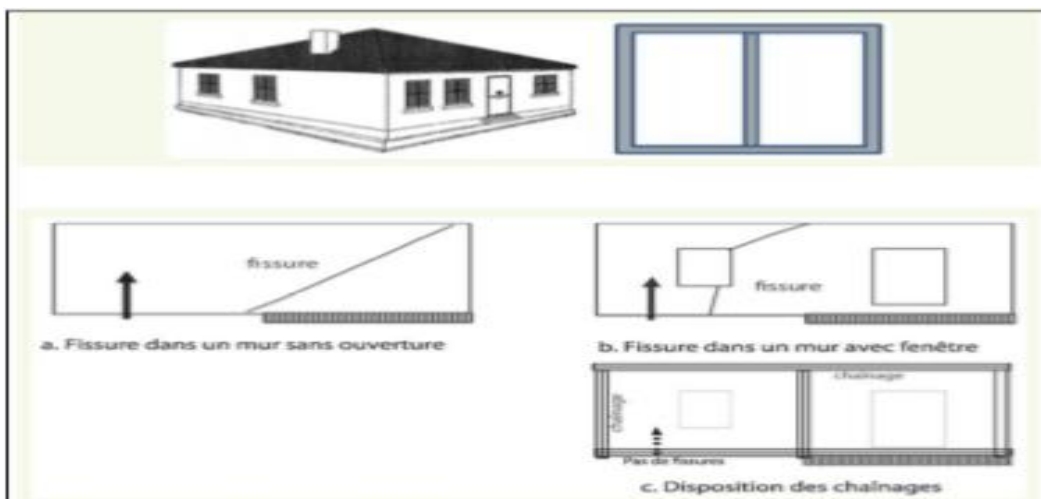 fissure
fissure
a. Fissure dans un mur sans ouverture
b. Fissure dans un mur avec fenêtre
chaînage
chaînage
Pas de fissures
c. Disposition des chaînages